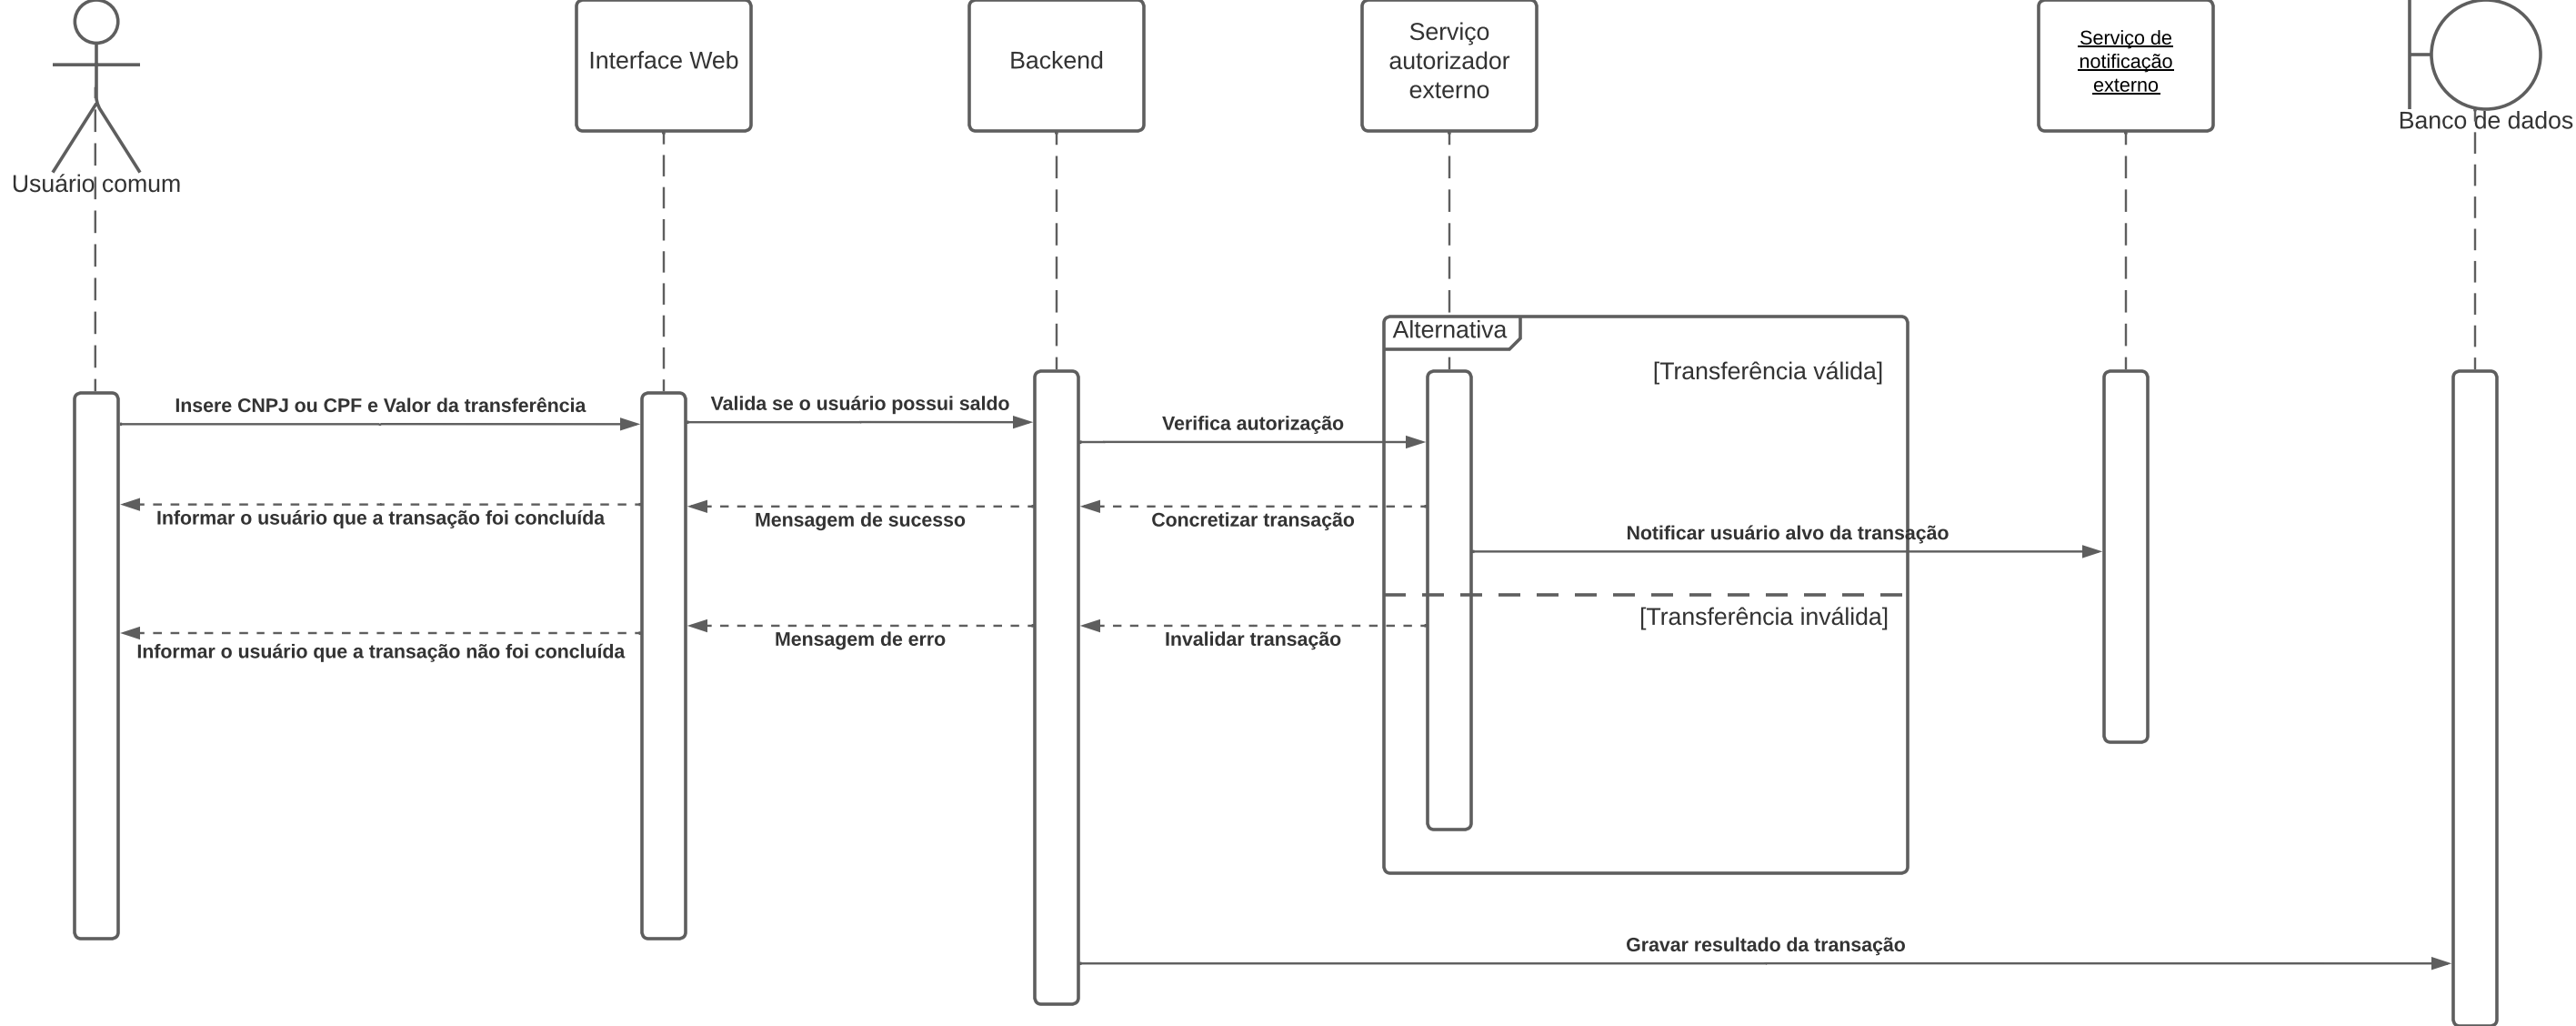 Usuário comum
Interface Web
Backend
Serviço
autorizador
externo
Serviço de
notificação
externo
Banco de dados
Alternativa
[Transferência válida]
Insere CNPJ ou CPF e Valor da transferência
Valida se o usuário possui saldo
Verifica autorização
Informar o usuário que a transação foi concluída
Mensagem de sucesso
Concretizar transação
Notificar usuário alvo da transação
[Transferência inválida]
Informar o usuário que a transação não foi concluída
Mensagem de erro
Invalidar transação
Gravar resultado da transação